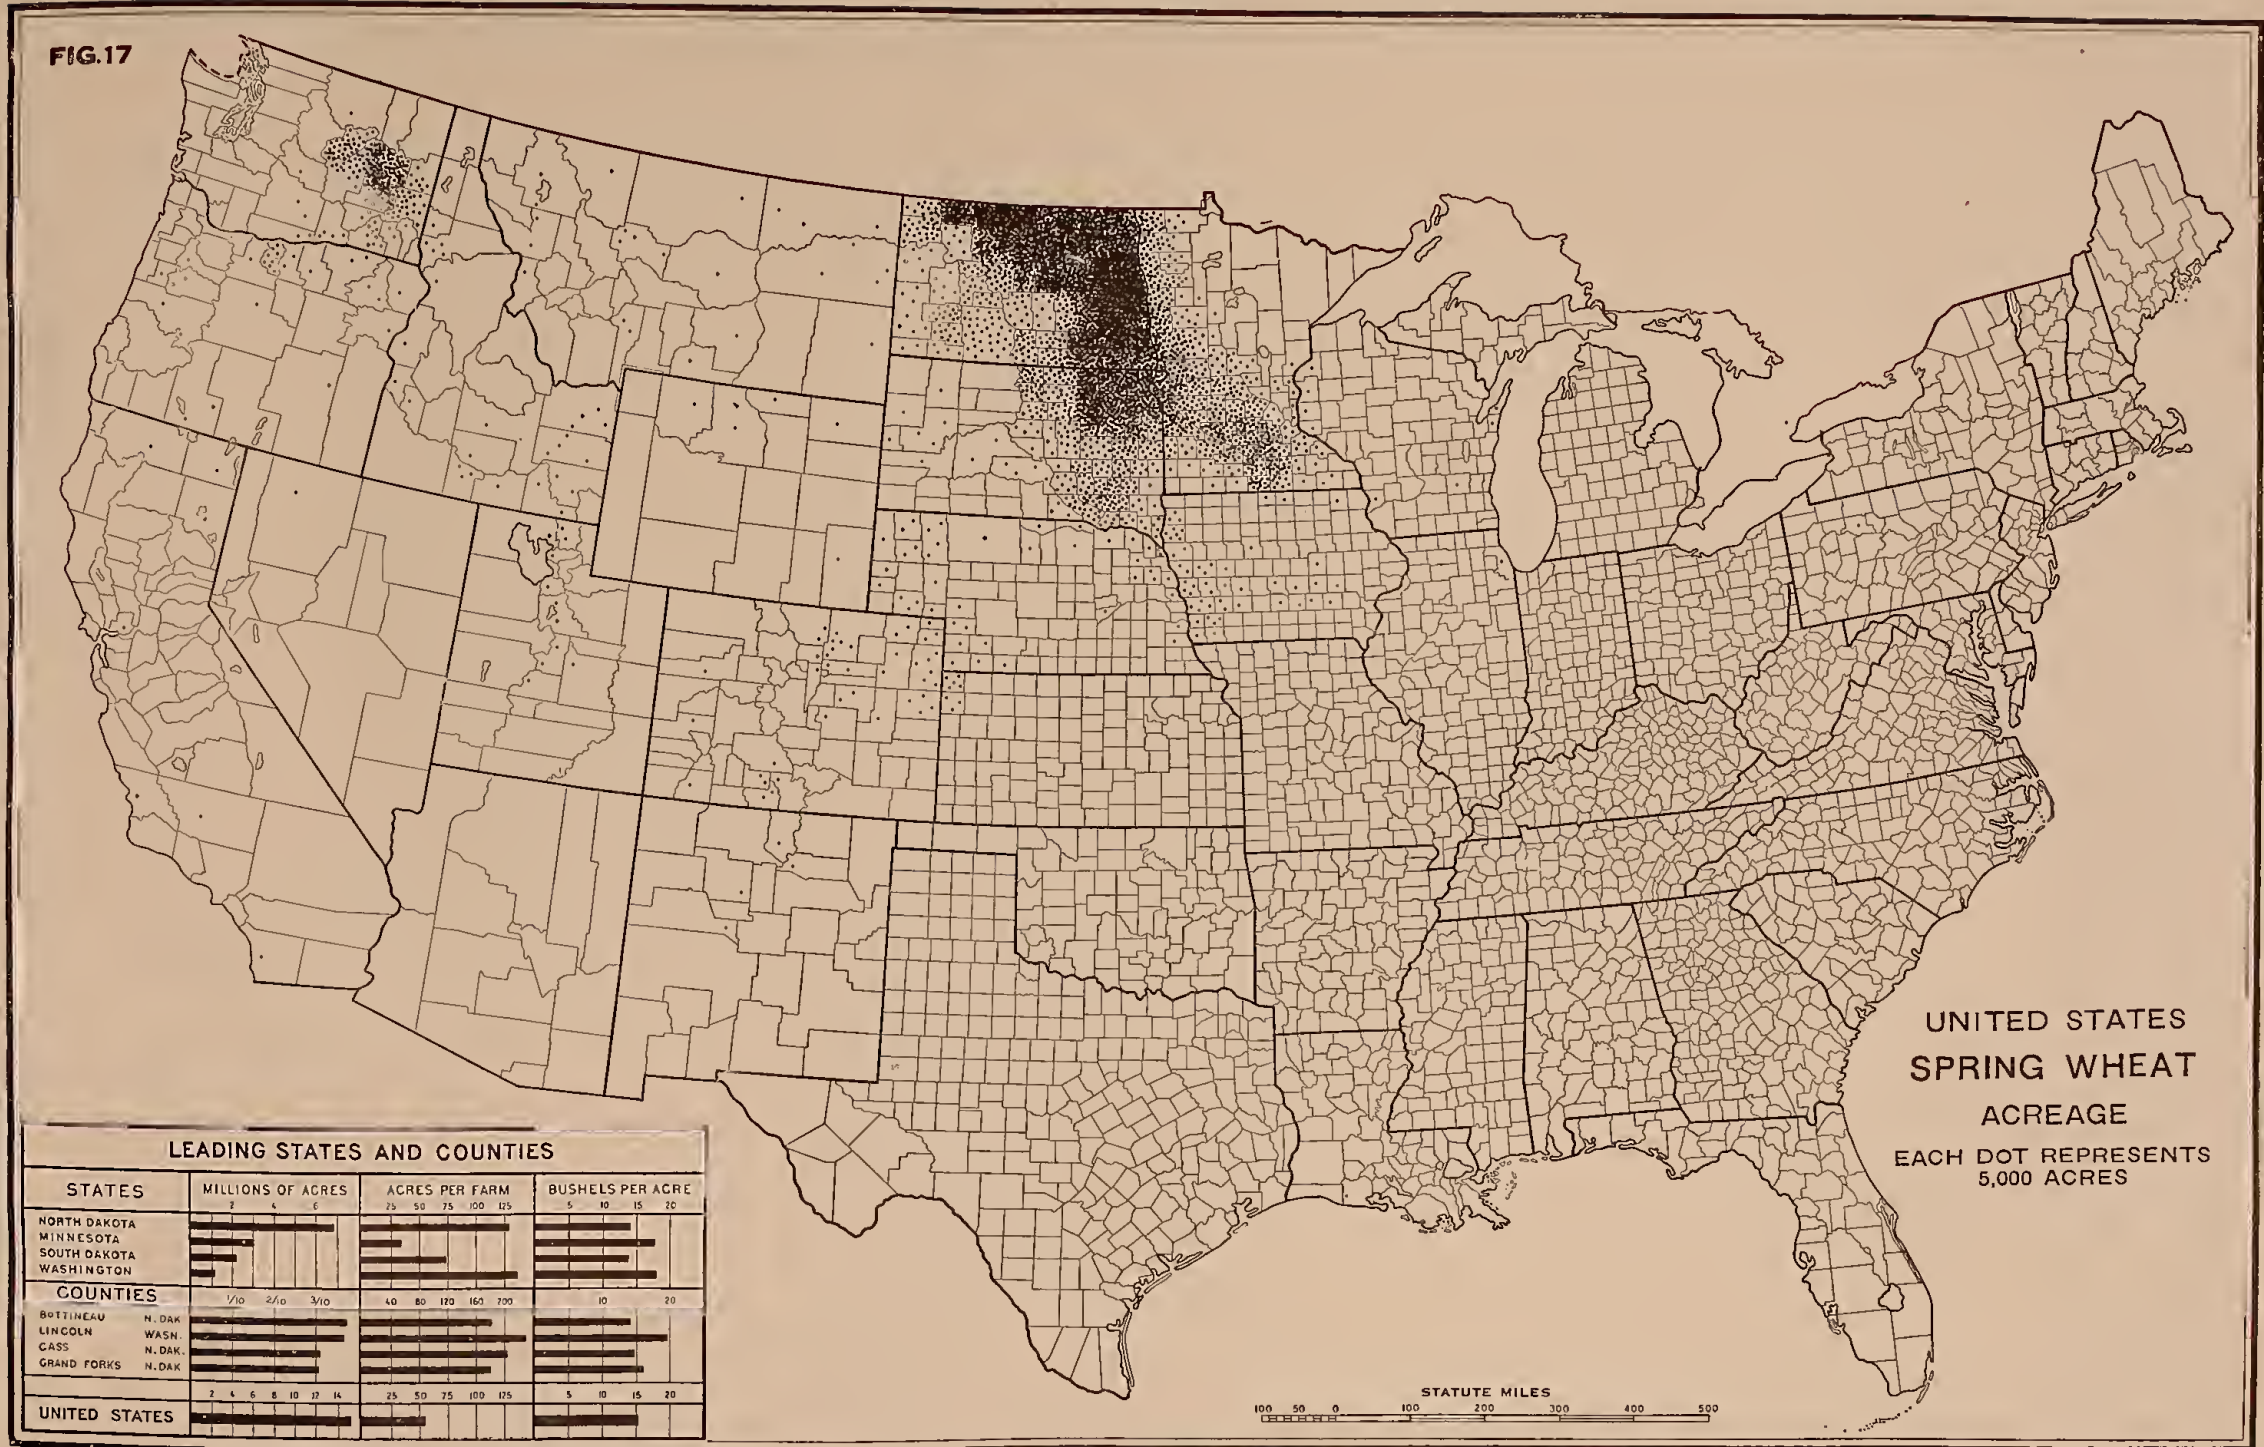 FIG.17
UNITED STATES
SPRING WHEAT
ACREAGE
EACH DOT REPRESENTS
5,000 ACRES
LEADING STATES AND COUNTIES
STATES MILLIONS OF ACRES ACRES PER FARM BUSHELS PER ACRE
2 4 6 25 50 75 100 125 5 10 15 20
NORTH DAKOTA
MINNESOTA
SOUTH DAKOTA
WASHINGTON
COUNTIES 1/10 2/10 3/10 40 80 120 160 200 10 20
BOTTINEAU N. DAK
LINCOLN WASN.
CASS N. DAK.
GRAND FORKS N. DAK
2 4 6 8 10 12 14 25 50 75 100 125 5 10 15 20
UNITED STATES
STATUTE MILES
100 50 0 100 200 300 400 500